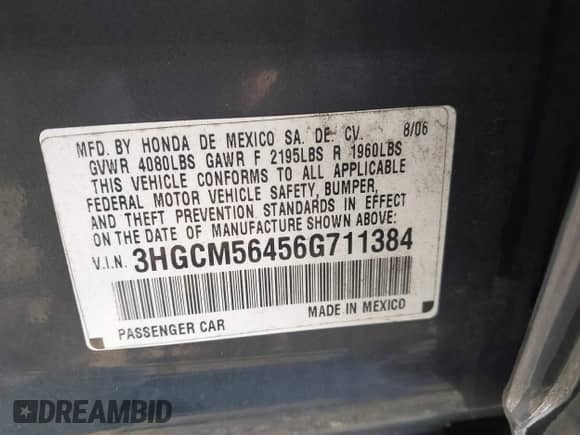 MFD. BY HONDA DE MEXICO SA. DE. CV. 8/06
GVWR 4080LBS GAWR F 2195LBS R 1960LBS
THIS VEHICLE CONFORMS TO ALL APPLICABLE
FEDERAL MOTOR VEHICLE SAFETY, BUMPER,
AND THEFT PREVENTION STANDARDS IN EFFECT
ON THE DATE OF MANUFACTURE SHOWN ABOVE:
V.I.N. 3HGCM56456G711384
PASSENGER CAR MADE IN MEXICO
DREAMBID